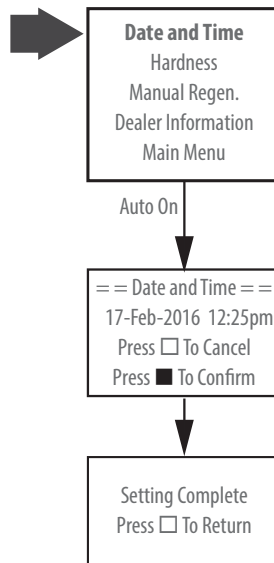 Date and Time
Hardness
Manual Regen.
Dealer Information
Main Menu
Auto On
= = Date and Time = =
17-Feb-2016 12:25pm
Press □ To Cancel
Press ■ To Confirm
Setting Complete
Press □ To Return